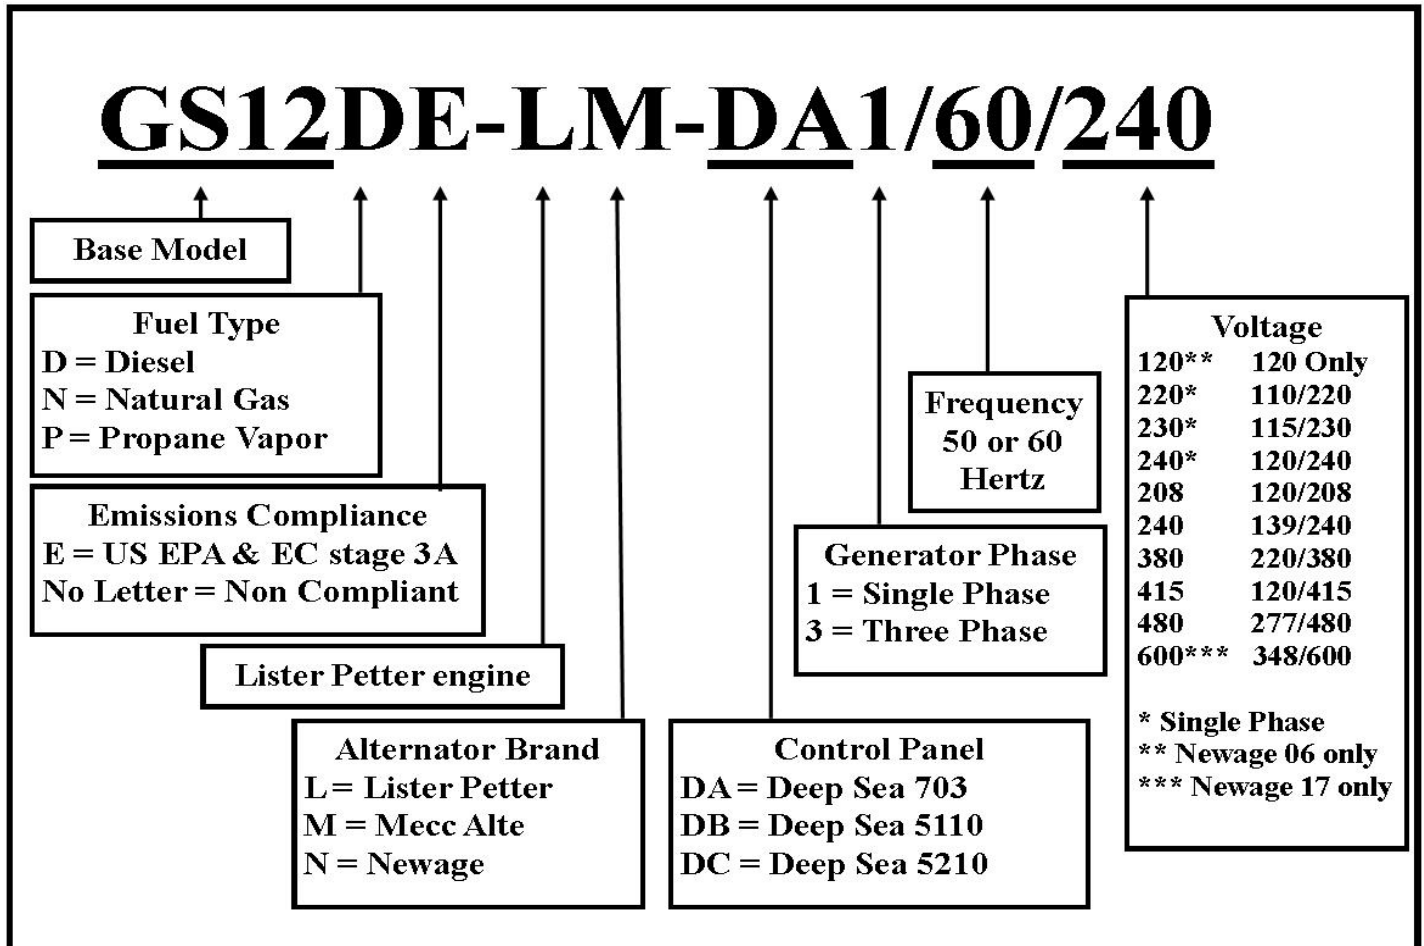 GS12DE-LM-DA1/60/240
Base Model
Fuel Type
D = Diesel
N = Natural Gas
P = Propane Vapor
Emissions Compliance
E = US EPA & EC stage 3A
No Letter = Non Compliant
Lister Petter engine
Alternator Brand
L = Lister Petter
M = Mecc Alte
N = Newage
Control Panel
DA = Deep Sea 703
DB = Deep Sea 5110
DC = Deep Sea 5210
Generator Phase
1 = Single Phase
3 = Three Phase
Frequency
50 or 60
Hertz
Voltage
120** 120 Only
220* 110/220
230* 115/230
240* 120/240
208 120/208
240 139/240
380 220/380
415 120/415
480 277/480
600*** 348/600
* Single Phase
** Newage 06 only
*** Newage 17 only